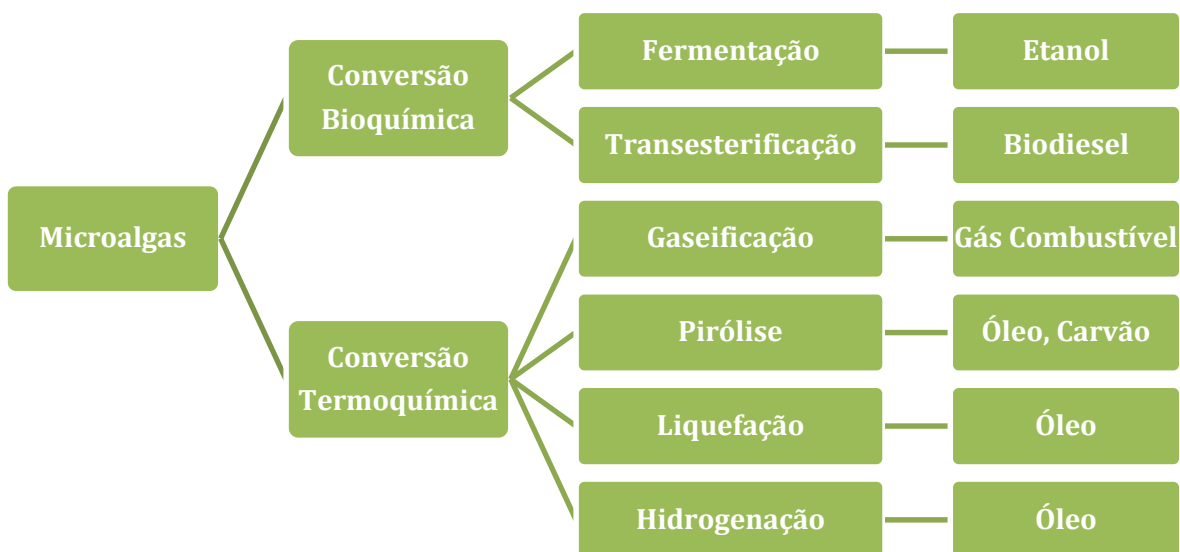 Microalgas
Conversão
Bioquímica
Fermentação
Etanol
Transesterificação
Biodiesel
Conversão
Termoquímica
Gaseificação
Gás Combustível
Pirólise
Óleo, Carvão
Liquefação
Óleo
Hidrogenação
Óleo